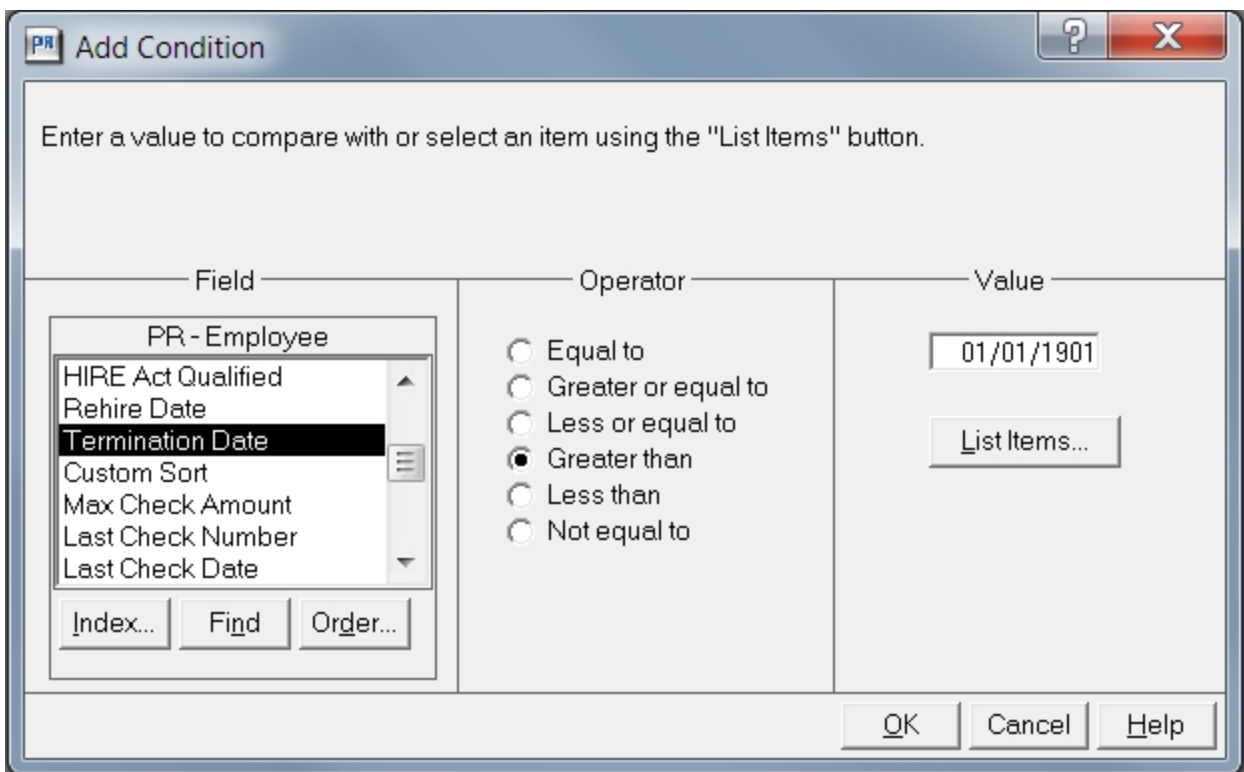 PR Add Condition
Enter a value to compare with or select an item using the "List Items" button.
Field
PR - Employee
HIRE Act Qualified
Rehire Date
Termination Date
Custom Sort
Max Check Amount
Last Check Number
Last Check Date
Index...
Find
Order...
Operator
Equal to
Greater or equal to
Less or equal to
Greater than
Less than
Not equal to
Value
01/01/1901
List Items...
OK
Cancel
Help